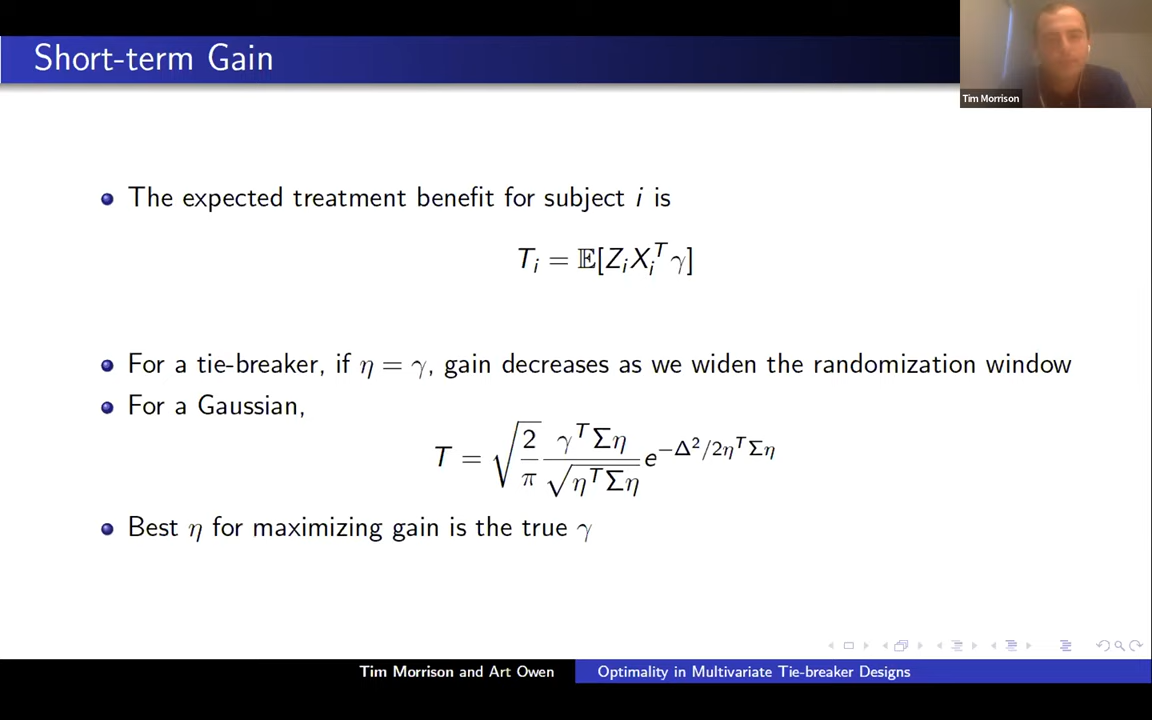 Short-term Gain
Tim Morrison
The expected treatment benefit for subject i is
T_i = 𝔼[Z_i X_i^T γ]
For a tie-breaker, if η = γ, gain decreases as we widen the randomization window
For a Gaussian,
T = √(2/π) (γ^T Σ η)/(√(η^T Σ η)) e^{−Δ²/2η^T Σ η}
Best η for maximizing gain is the true γ
Tim Morrison and Art Owen
Optimality in Multivariate Tie-breaker Designs